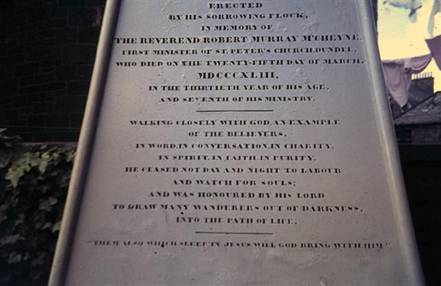 ERECTED
BY HIS SORROWING FLOCK,
IN MEMORY OF
THE REVEREND ROBERT MURRAY McCHEYNE,
FIRST MINISTER OF ST. PETER'S CHURCH, DUNDEE,
WHO DIED ON THE TWENTY-FIFTH DAY OF MARCH,
MDCCCXLIII,
IN THE THIRTIETH YEAR OF HIS AGE,
AND SEVENTH OF HIS MINISTRY.
WALKING CLOSELY WITH GOD, AN EXAMPLE
OF THE BELIEVERS,
IN WORD, IN CONVERSATION, IN CHARITY,
IN SPIRIT, IN FAITH, IN PURITY,
HE CEASED NOT DAY AND NIGHT TO LABOUR
AND WATCH FOR SOULS;
AND WAS HONOURED BY HIS LORD
TO DRAW MANY WANDERERS OUT OF DARKNESS,
INTO THE PATH OF LIFE.
"THEM ALSO WHICH SLEEP IN JESUS WILL GOD BRING WITH HIM"